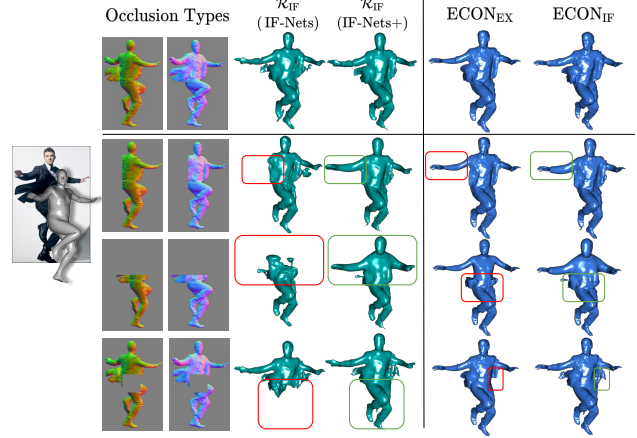 Occlusion Types
R_IF
(IF-Nets)
R_IF
(IF-Nets+)
ECON_EX
ECON_IF